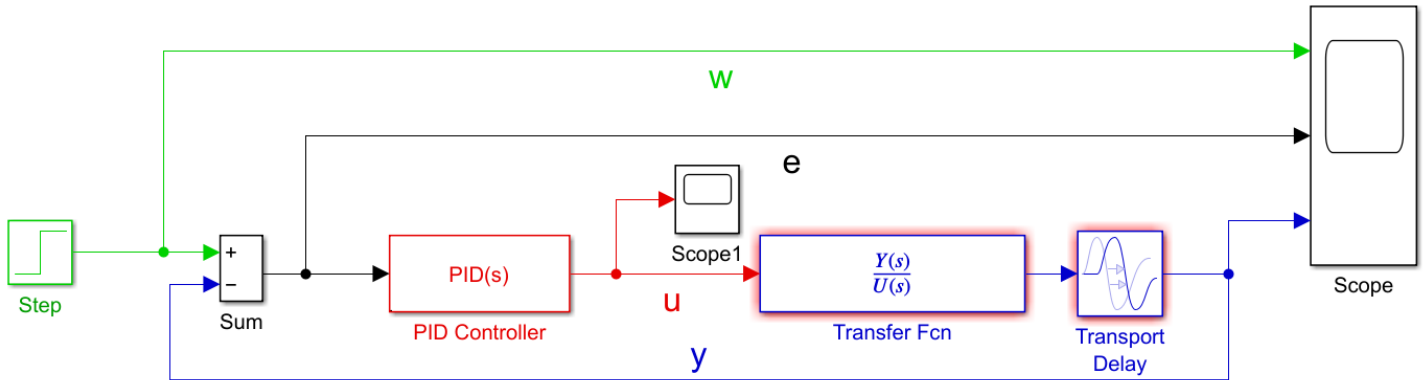 w
e
Scope1
+
−
PID(s)
Y(s)
U(s)
Scope
Step
Sum
PID Controller
u
Transfer Fcn
Transport
Delay
y